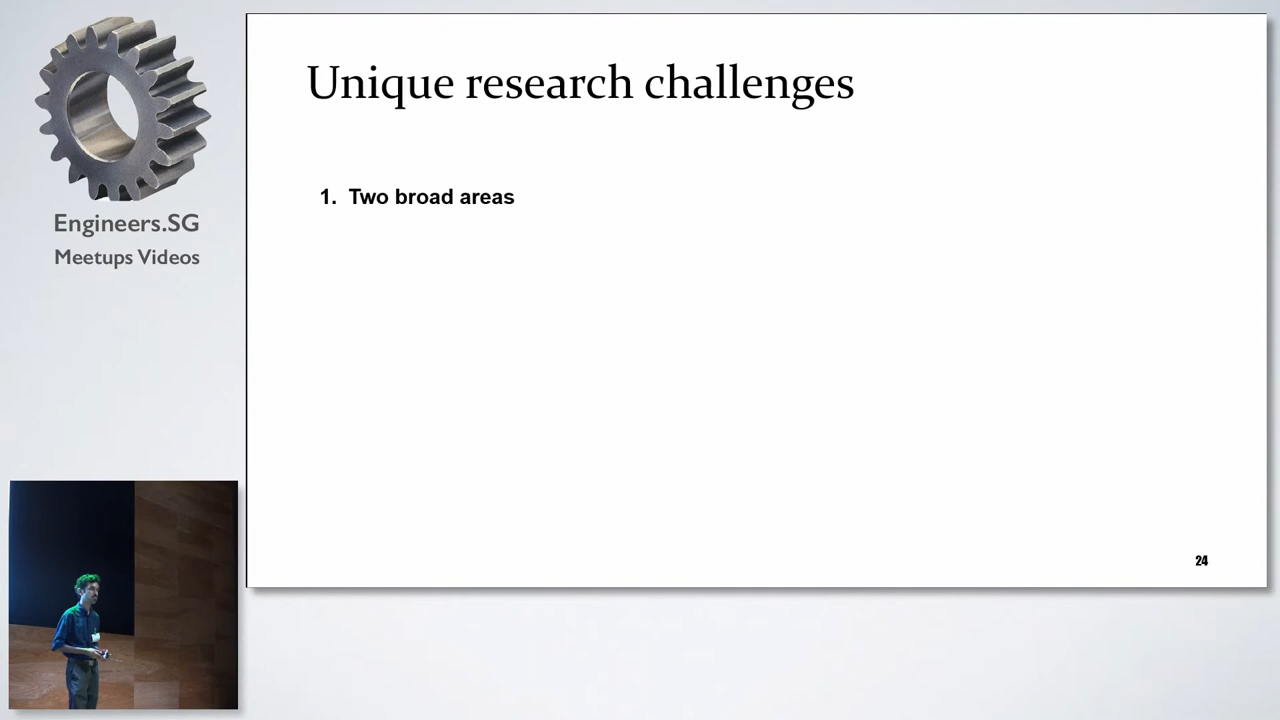 Engineers.SG
Meetups Videos
Unique research challenges
1. Two broad areas
24